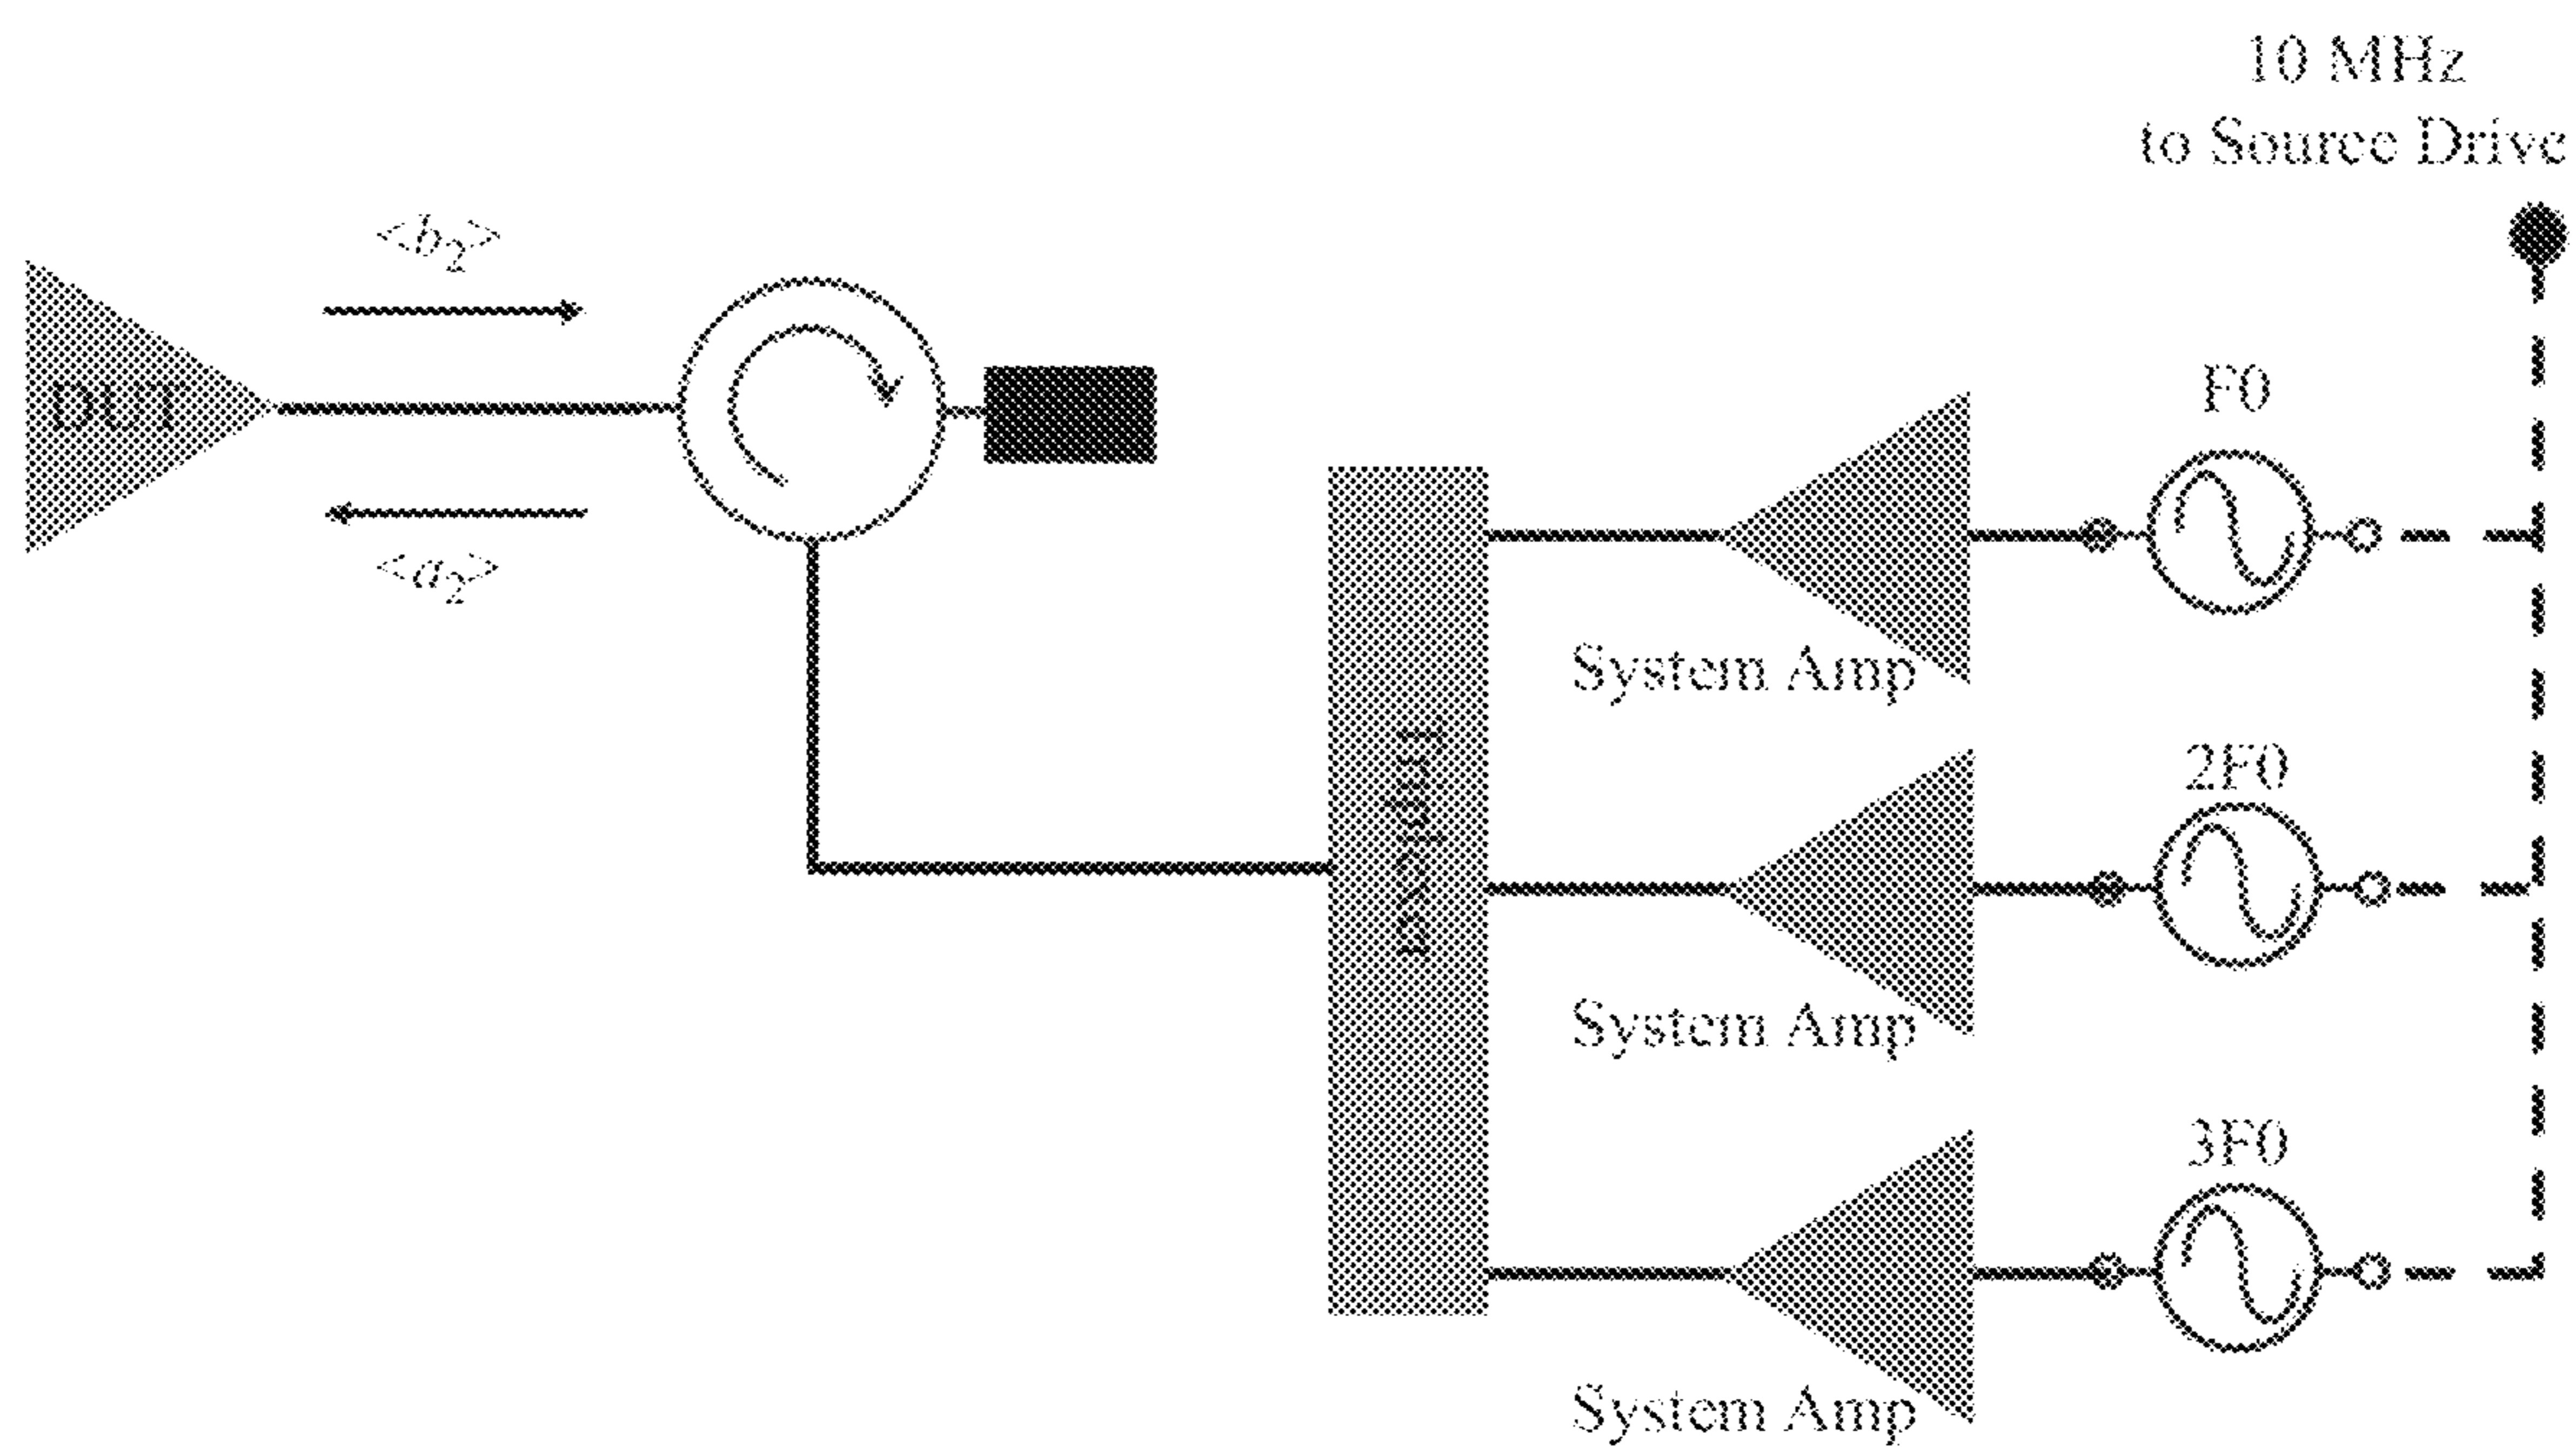 10 MHz
to Source Drive
<b2>
DUT
<a2>
F0
System Amp
Triplexer
2F0
System Amp
3F0
System Amp